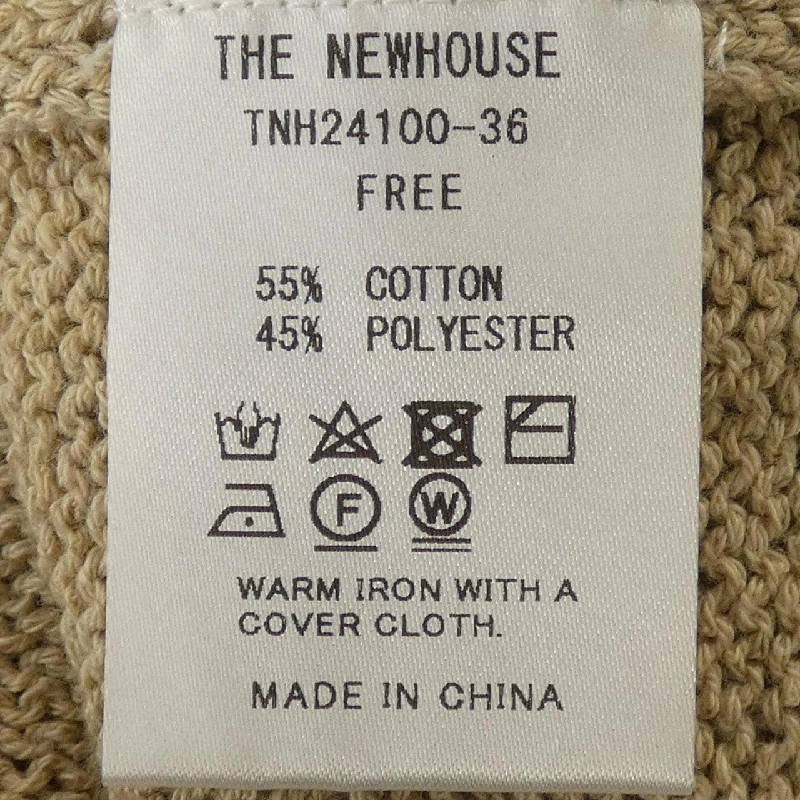 THE NEWHOUSE
TNH24100-36
FREE
55% COTTON
45% POLYESTER
F W
WARM IRON WITH A
COVER CLOTH.
MADE IN CHINA